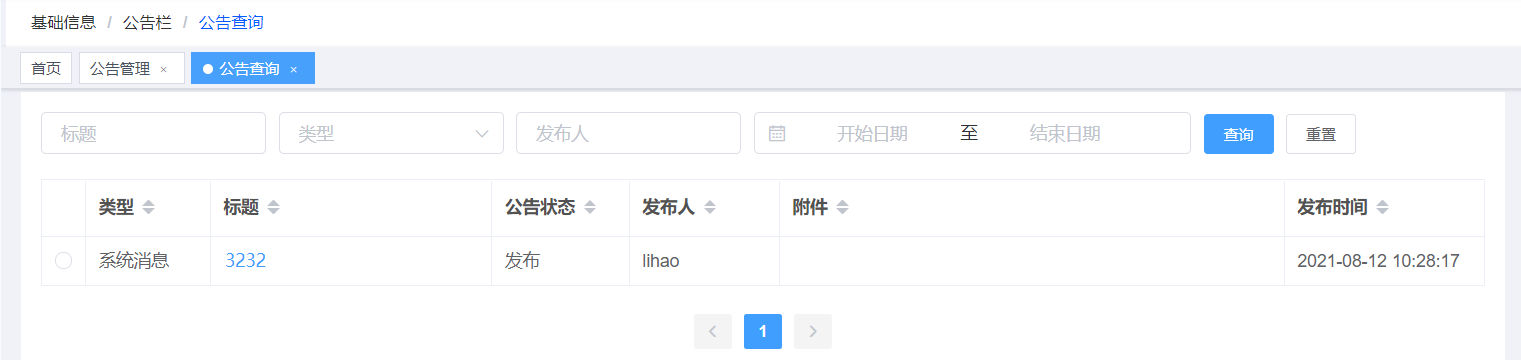 基础信息 / 公告栏 / 公告查询
首页 公告管理 × 公告查询 ×
标题 类型 发布人 开始日期 至 结束日期 查询 重置
类型 标题 公告状态 发布人 附件 发布时间
系统消息 3232 发布 lihao 2021-08-12 10:28:17
1